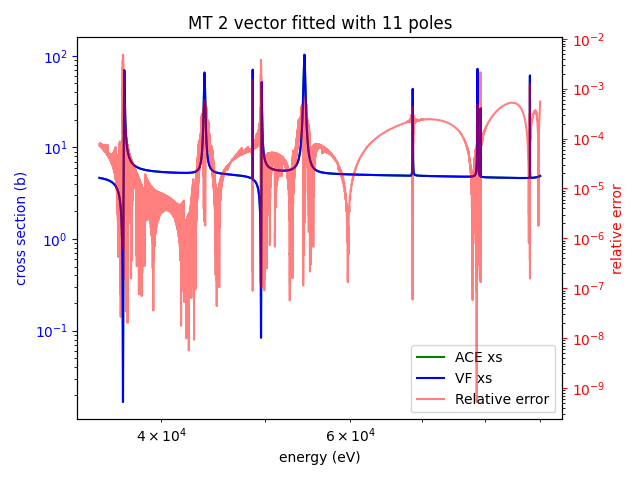 MT 2 vector fitted with 11 poles
10²
10¹
10⁰
10⁻¹
cross section (b)
10⁻²
10⁻³
10⁻⁴
10⁻⁵
10⁻⁶
10⁻⁷
10⁻⁸
10⁻⁹
relative error
ACE xs
VF xs
Relative error
4 × 10⁴
6 × 10⁴
energy (eV)